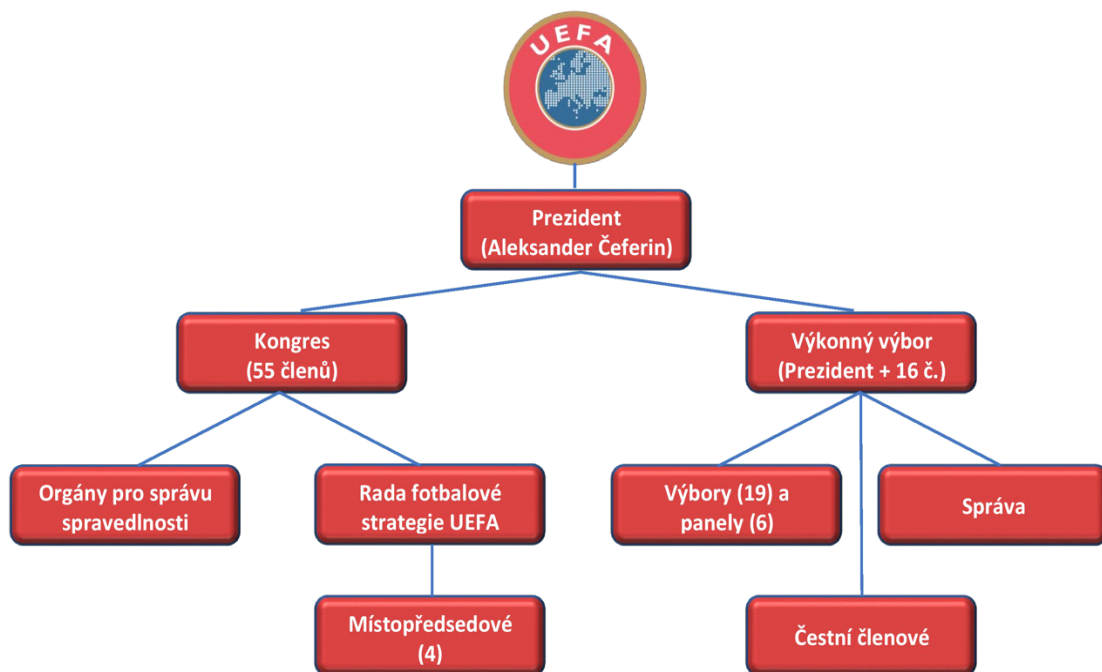 UEFA
Prezident
(Aleksander Čeferin)
Kongres
(55 členů)
Výkonný výbor
(Prezident + 16 č.)
Orgány pro správu
spravedlnosti
Rada fotbalové
strategie UEFA
Výbory (19) a
panely (6)
Správa
Místopředsedové
(4)
Čestní členové